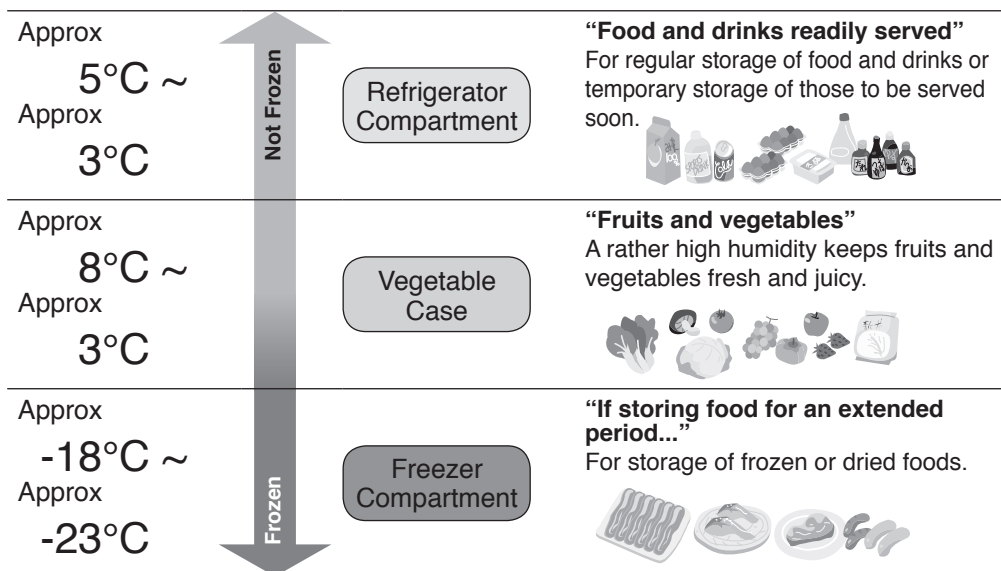 Approx
5°C ~
Approx
3°C
Not Frozen
Refrigerator
Compartment
“Food and drinks readily served”
For regular storage of food and drinks or
temporary storage of those to be served
soon.
100
%
Approx
8°C ~
Approx
3°C
Vegetable
Case
“Fruits and vegetables”
A rather high humidity keeps fruits and
vegetables fresh and juicy.
Approx
-18°C ~
Approx
-23°C
Frozen
Freezer
Compartment
“If storing food for an extended
period...”
For storage of frozen or dried foods.